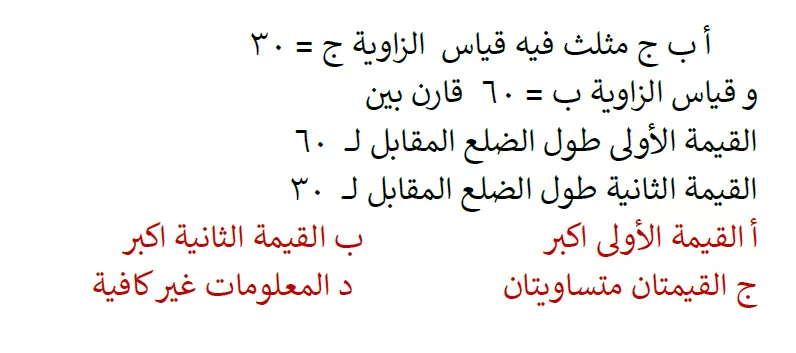 أ ب ج مثلث فيه قياس الزاوية ج = ٣٠
و قياس الزاوية ب = ٦٠ قارن بين
القيمة الأولى طول الضلع المقابل لـ ٦٠
القيمة الثانية طول الضلع المقابل لـ ٣٠
أ القيمة الأولى اكبر ب القيمة الثانية اكبر
ج القيمتان متساويتان د المعلومات غير كافية